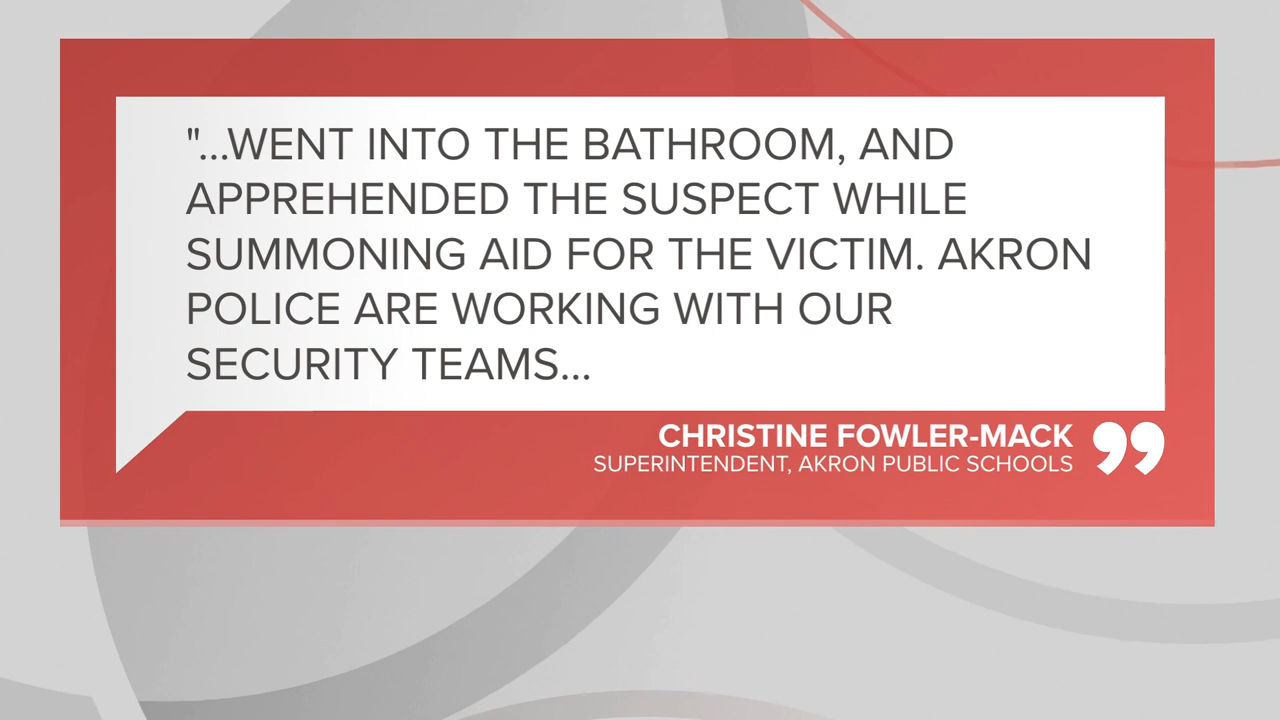 "...WENT INTO THE BATHROOM, AND
APPREHENDED THE SUSPECT WHILE
SUMMONING AID FOR THE VICTIM. AKRON
POLICE ARE WORKING WITH OUR
SECURITY TEAMS...
CHRISTINE FOWLER-MACK
SUPERINTENDENT, AKRON PUBLIC SCHOOLS
”